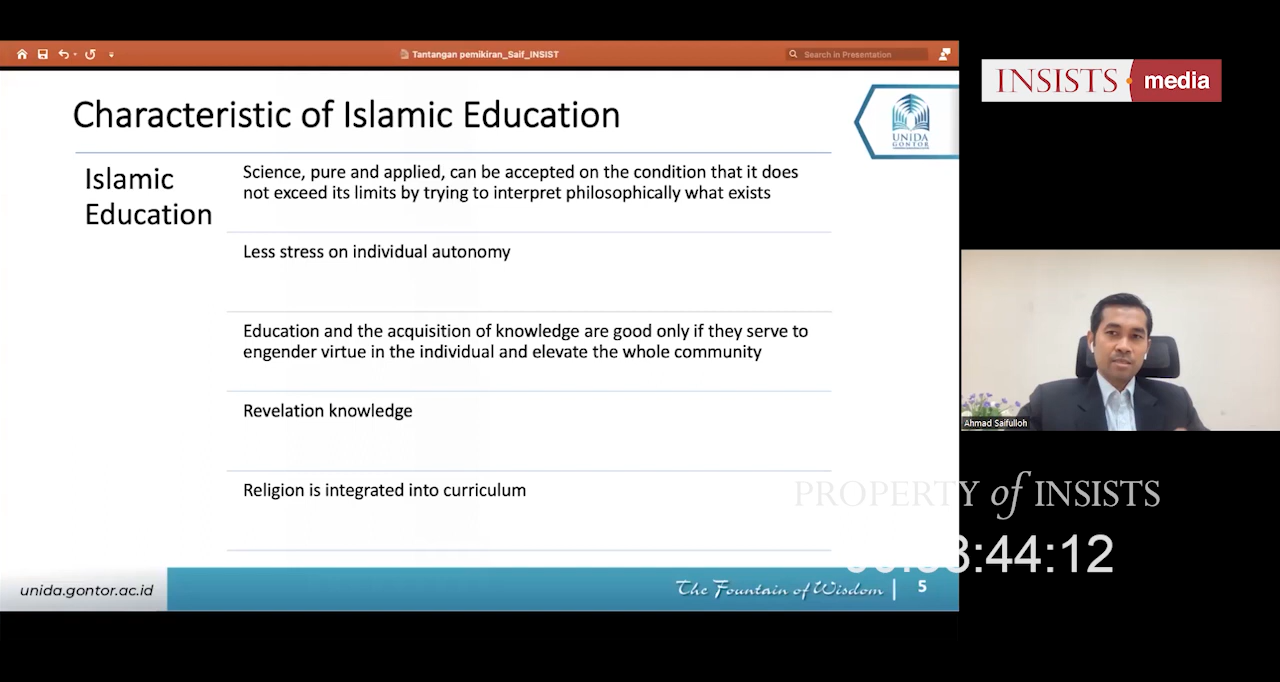 Tantangan pemikiran_Saif_INSIST
Search in Presentation
INSISTS media
Characteristic of Islamic Education
UNIDA
GONTOR
Islamic
Education
Science, pure and applied, can be accepted on the condition that it does
not exceed its limits by trying to interpret philosophically what exists
Less stress on individual autonomy
Education and the acquisition of knowledge are good only if they serve to
engender virtue in the individual and elevate the whole community
Revelation knowledge
Religion is integrated into curriculum
Ahmad Saifulloh
PROPERTY of INSISTS
:44:12
unida.gontor.ac.id
The Fountain of Wisdom
5